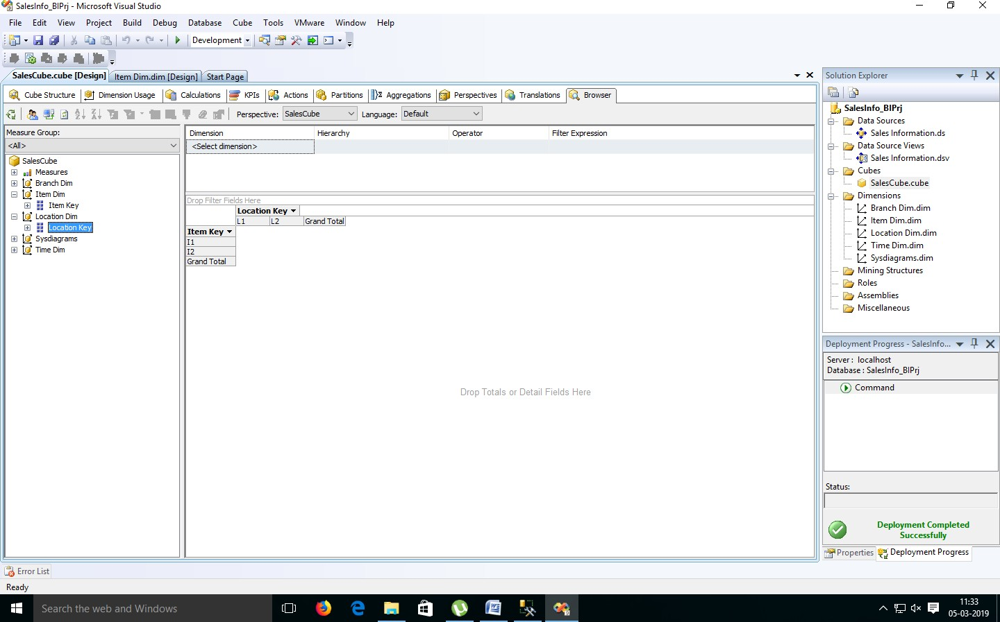 SalesInfo_BIPrj - Microsoft Visual Studio
File Edit View Project Build Debug Database Cube Tools VMware Window Help
Development
SalesCube.cube [Design] Item Dim.dim [Design] Start Page
Cube Structure Dimension Usage Calculations KPIs Actions Partitions Aggregations Perspectives Translations Browser
Perspective: SalesCube Language: Default
Measure Group:
<All>
SalesCube
Measures
Branch Dim
Item Dim
Item Key
Location Dim
Location Key
Sysdiagrams
Time Dim
Dimension Hierarchy Operator Filter Expression
<Select dimension>
Drop Filter Fields Here
Location Key
L1 L2 Grand Total
Item Key
I1
I2
Grand Total
Drop Totals or Detail Fields Here
Solution Explorer
SalesInfo_BIPrj
Data Sources
Sales Information.ds
Data Source Views
Sales Information.dsv
Cubes
SalesCube.cube
Dimensions
Branch Dim.dim
Item Dim.dim
Location Dim.dim
Time Dim.dim
Sysdiagrams.dim
Mining Structures
Roles
Assemblies
Miscellaneous
Deployment Progress - SalesInfo...
Server : localhost
Database : SalesInfo_BIPrj
Command
Status:
Deployment Completed
Successfully
Properties Deployment Progress
Error List
Ready
Search the web and Windows
11:33
05-03-2019